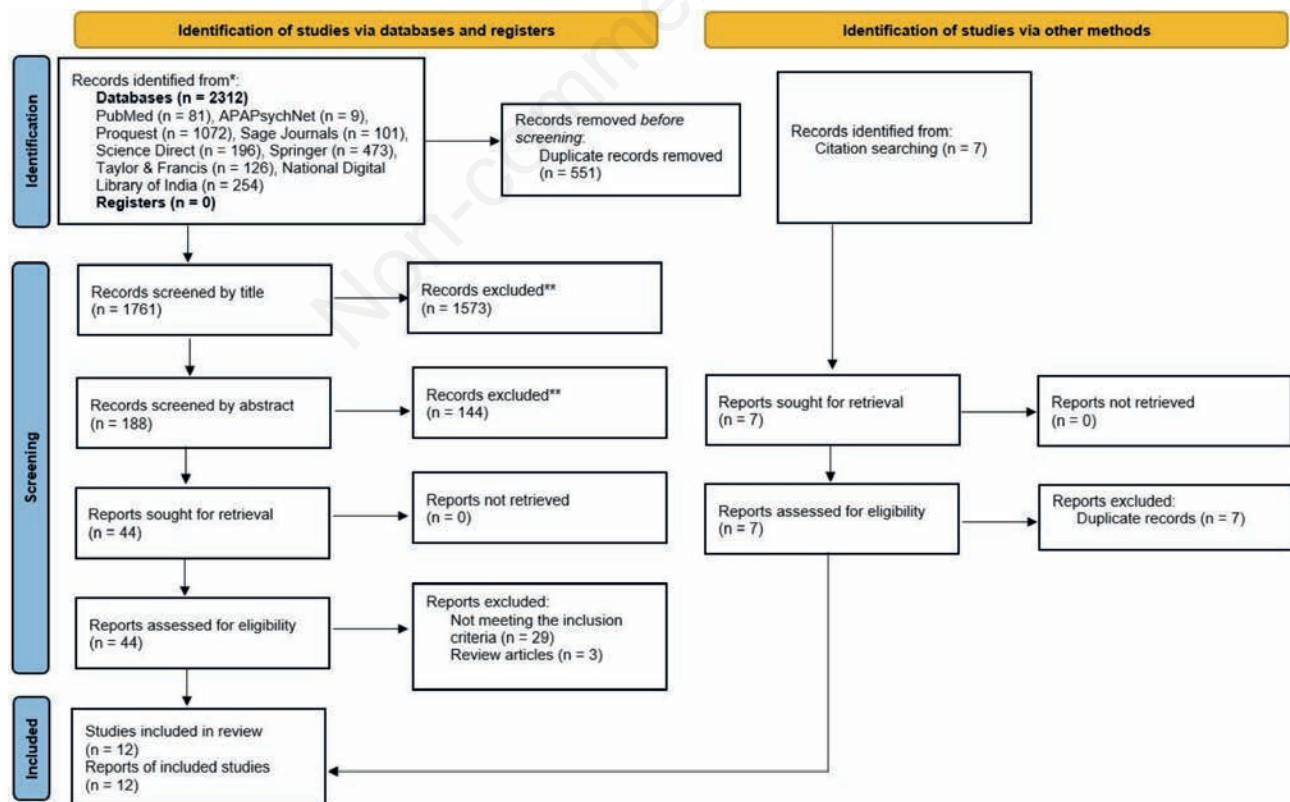 Identification of studies via databases and registers
Identification of studies via other methods
Identification
Records identified from*:
Databases (n = 2312)
PubMed (n = 81), APAPsychNet (n = 9),
Proquest (n = 1072), Sage Journals (n = 101),
Science Direct (n = 196), Springer (n = 473),
Taylor & Francis (n = 126), National Digital
Library of India (n = 254)
Registers (n = 0)
Records removed before
screening:
Duplicate records removed
(n = 551)
Records identified from:
Citation searching (n = 7)
Screening
Records screened by title
(n = 1761)
Records excluded**
(n = 1573)
Records screened by abstract
(n = 188)
Records excluded**
(n = 144)
Reports sought for retrieval
(n = 7)
Reports not retrieved
(n = 0)
Reports sought for retrieval
(n = 44)
Reports not retrieved
(n = 0)
Reports assessed for eligibility
(n = 7)
Reports excluded:
Duplicate records (n = 7)
Reports assessed for eligibility
(n = 44)
Reports excluded:
Not meeting the inclusion
criteria (n = 29)
Review articles (n = 3)
Included
Studies included in review
(n = 12)
Reports of included studies
(n = 12)
Non-comme